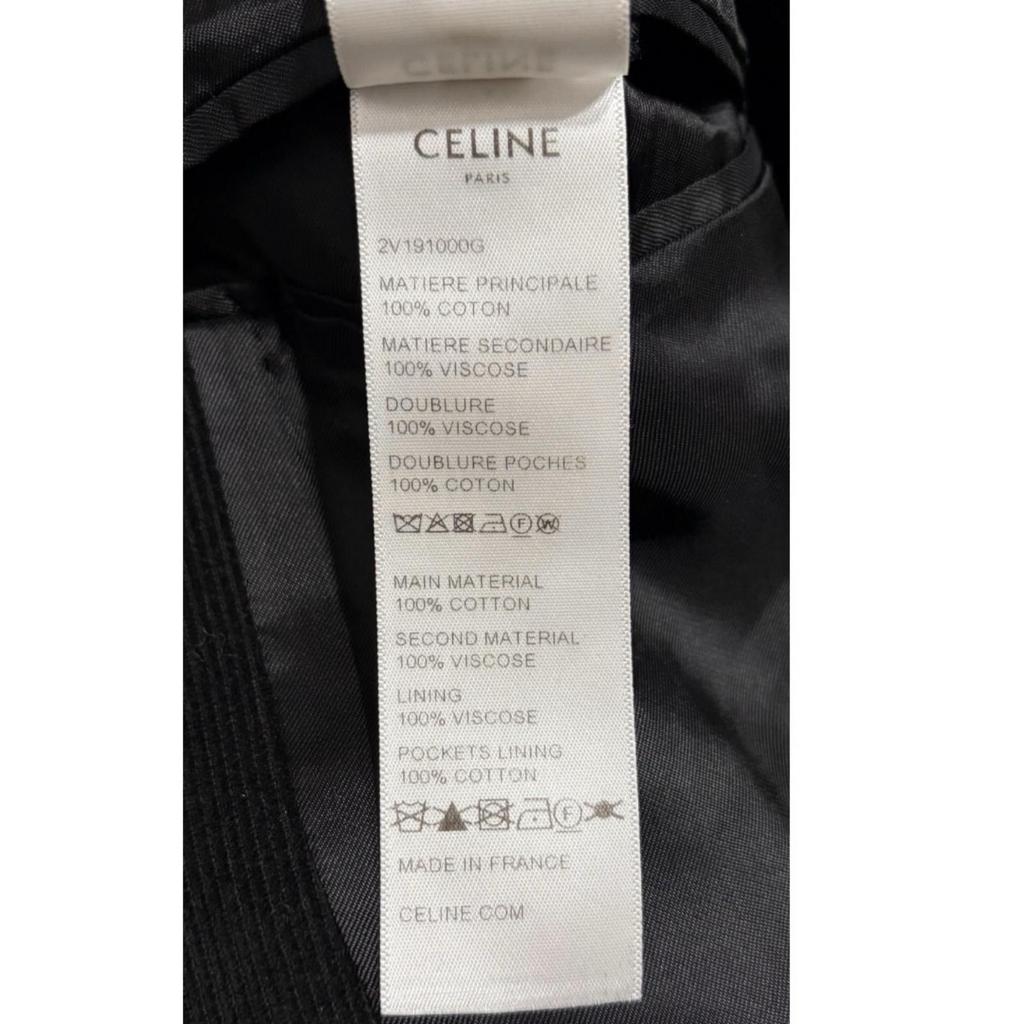 CELINE
CELINE
PARIS
2V191000G
MATIERE PRINCIPALE
100% COTON
MATIERE SECONDAIRE
100% VISCOSE
DOUBLURE
100% VISCOSE
DOUBLURE POCHES
100% COTON
MAIN MATERIAL
100% COTTON
SECOND MATERIAL
100% VISCOSE
LINING
100% VISCOSE
POCKETS LINING
100% COTTON
MADE IN FRANCE
CELINE.COM